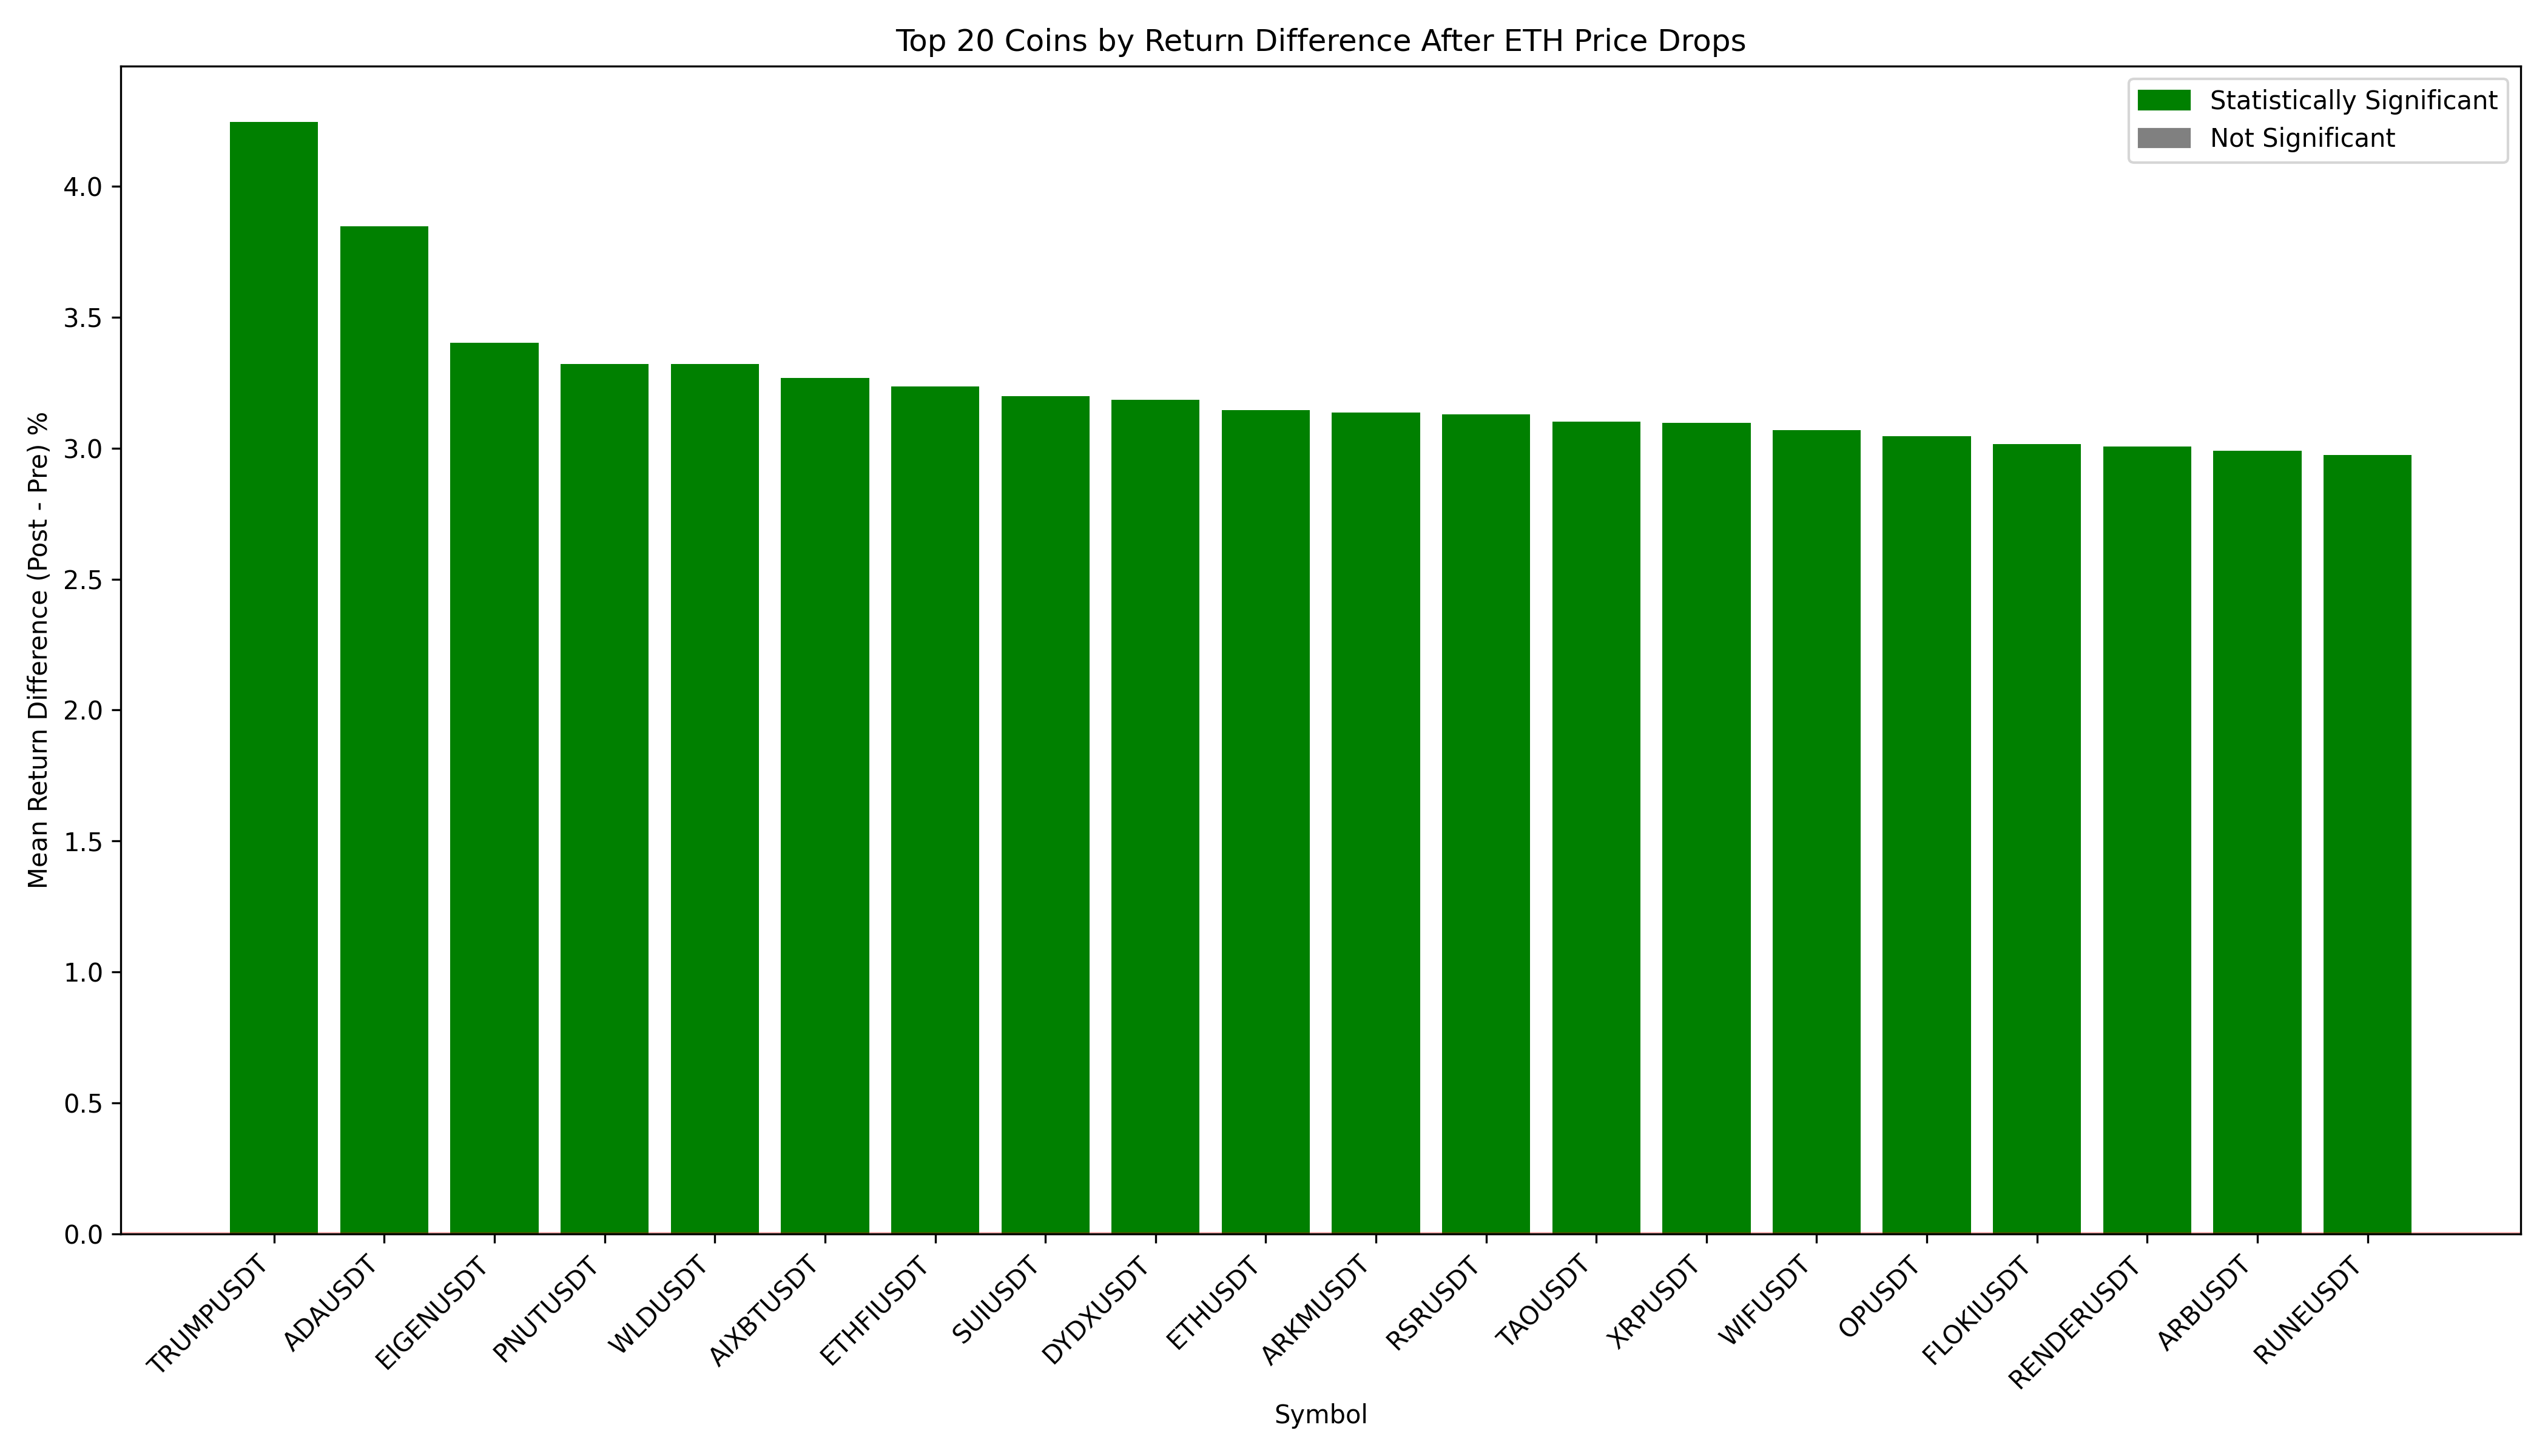 Top 20 Coins by Return Difference After ETH Price Drops
Statistically Significant
Not Significant
Mean Return Difference (Post - Pre) %
4.0
3.5
3.0
2.5
2.0
1.5
1.0
0.5
0.0
TRUMPUSDT
ADAUSDT
EIGENUSDT
PNUTUSDT
WLDUSDT
AIXBTUSDT
ETHFIUSDT
SUIUSDT
DYDXUSDT
ETHUSDT
ARKMUSDT
RSRUSDT
TAOUSDT
XRPUSDT
WIFUSDT
OPUSDT
FLOKIUSDT
RENDERUSDT
ARBUSDT
RUNEUSDT
Symbol